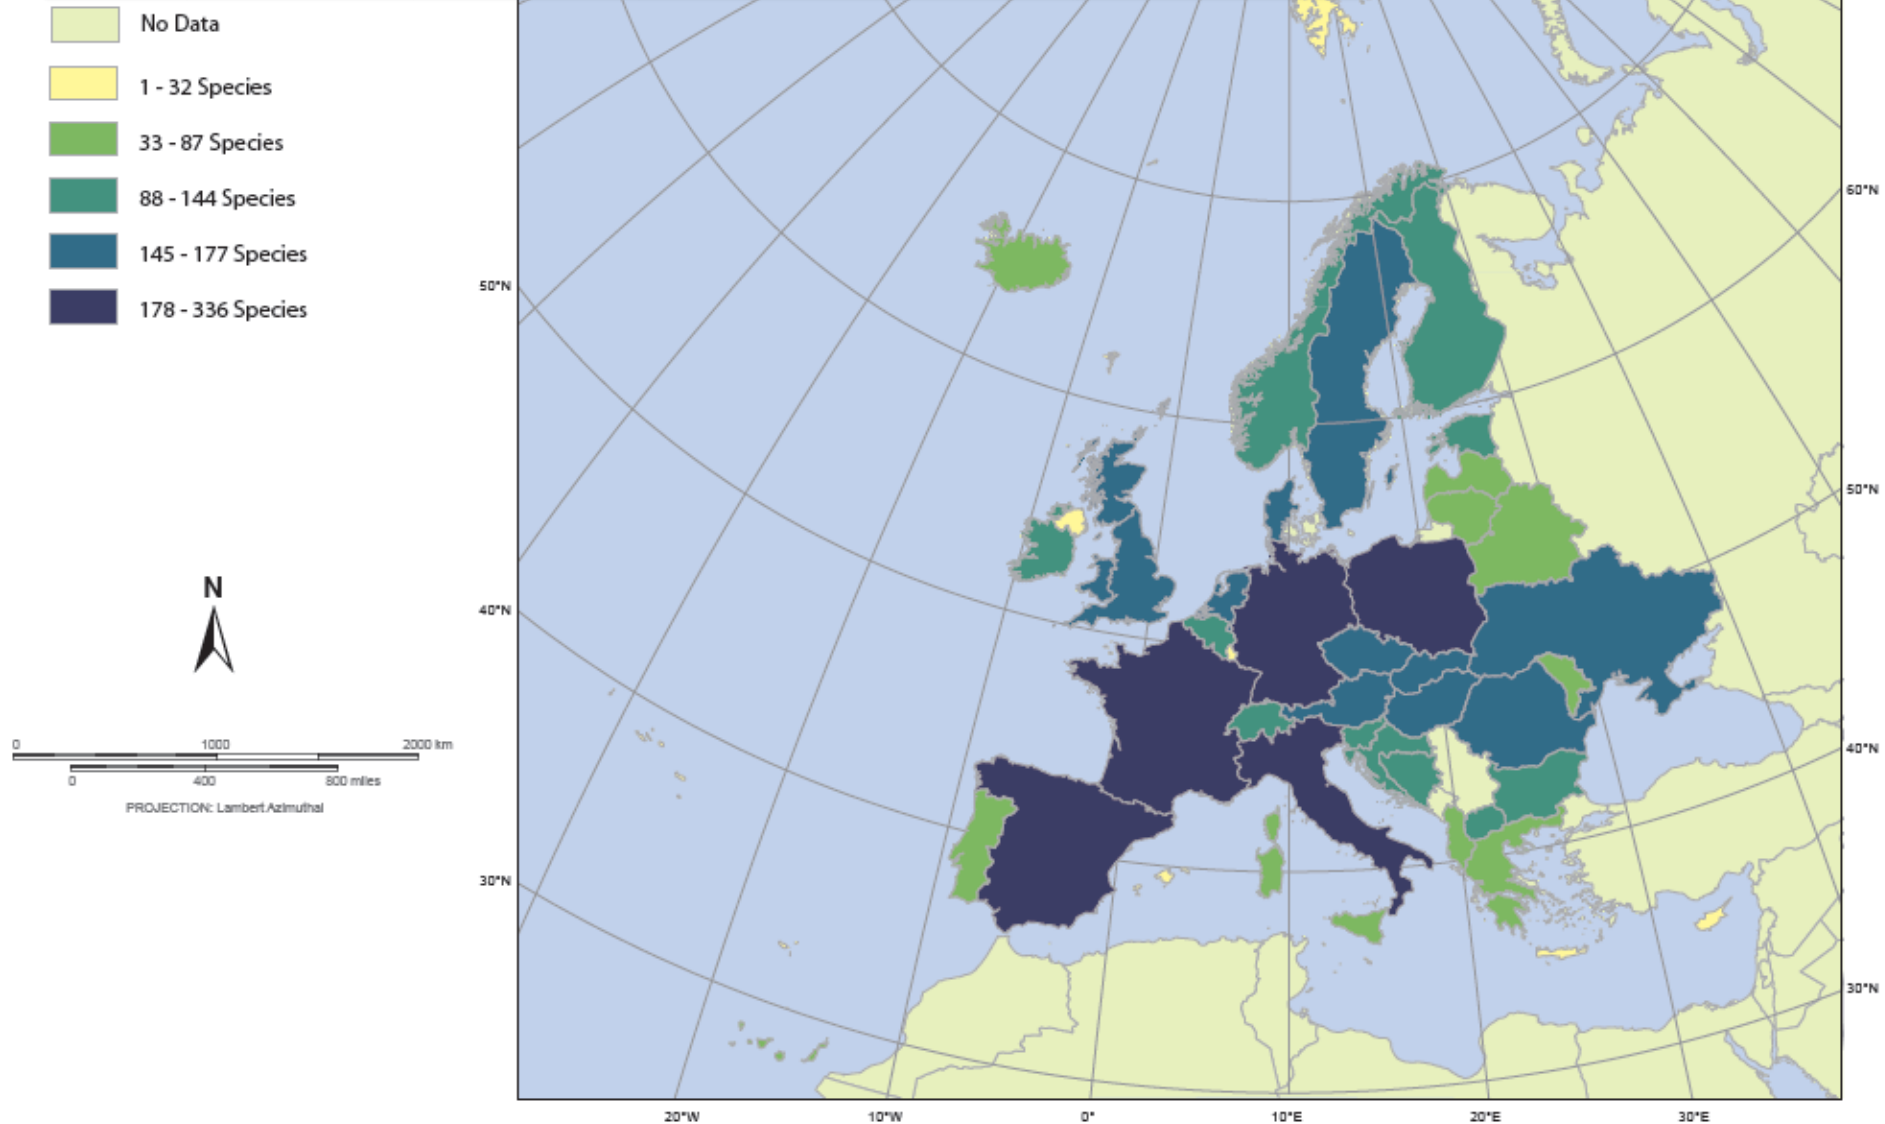 No Data
1 - 32 Species
33 - 87 Species
88 - 144 Species
145 - 177 Species
178 - 336 Species
N
0 1000 2000 km
0 400 800 miles
PROJECTION: Lambert Azimuthal
50°N
40°N
30°N
60°N
50°N
40°N
30°N
20°W 10°W 0° 10°E 20°E 30°E